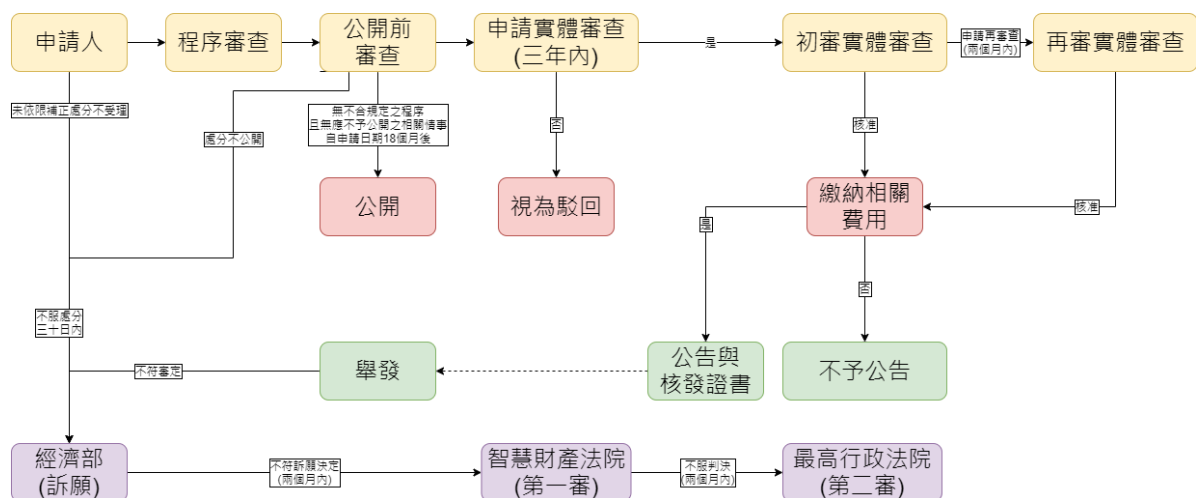 申請人
程序審查
公開前
審查
申請實體審查
(三年內)
是
初審實體審查
申請再審查
(兩個月內)
再審實體審查
未依限補正處分不受理
處分不公開
無不合規定之程序
且無應不予公開之相關情事
自申請日期18個月後
否
核准
公開
視為駁回
繳納相關
費用
核准
是
否
不服處分
三十日內
不符審定
舉發
公告與
核發證書
不予公告
經濟部
(訴願)
不符訴願決定
(兩個月內)
智慧財產法院
(第一審)
不服判決
(兩個月內)
最高行政法院
(第二審)